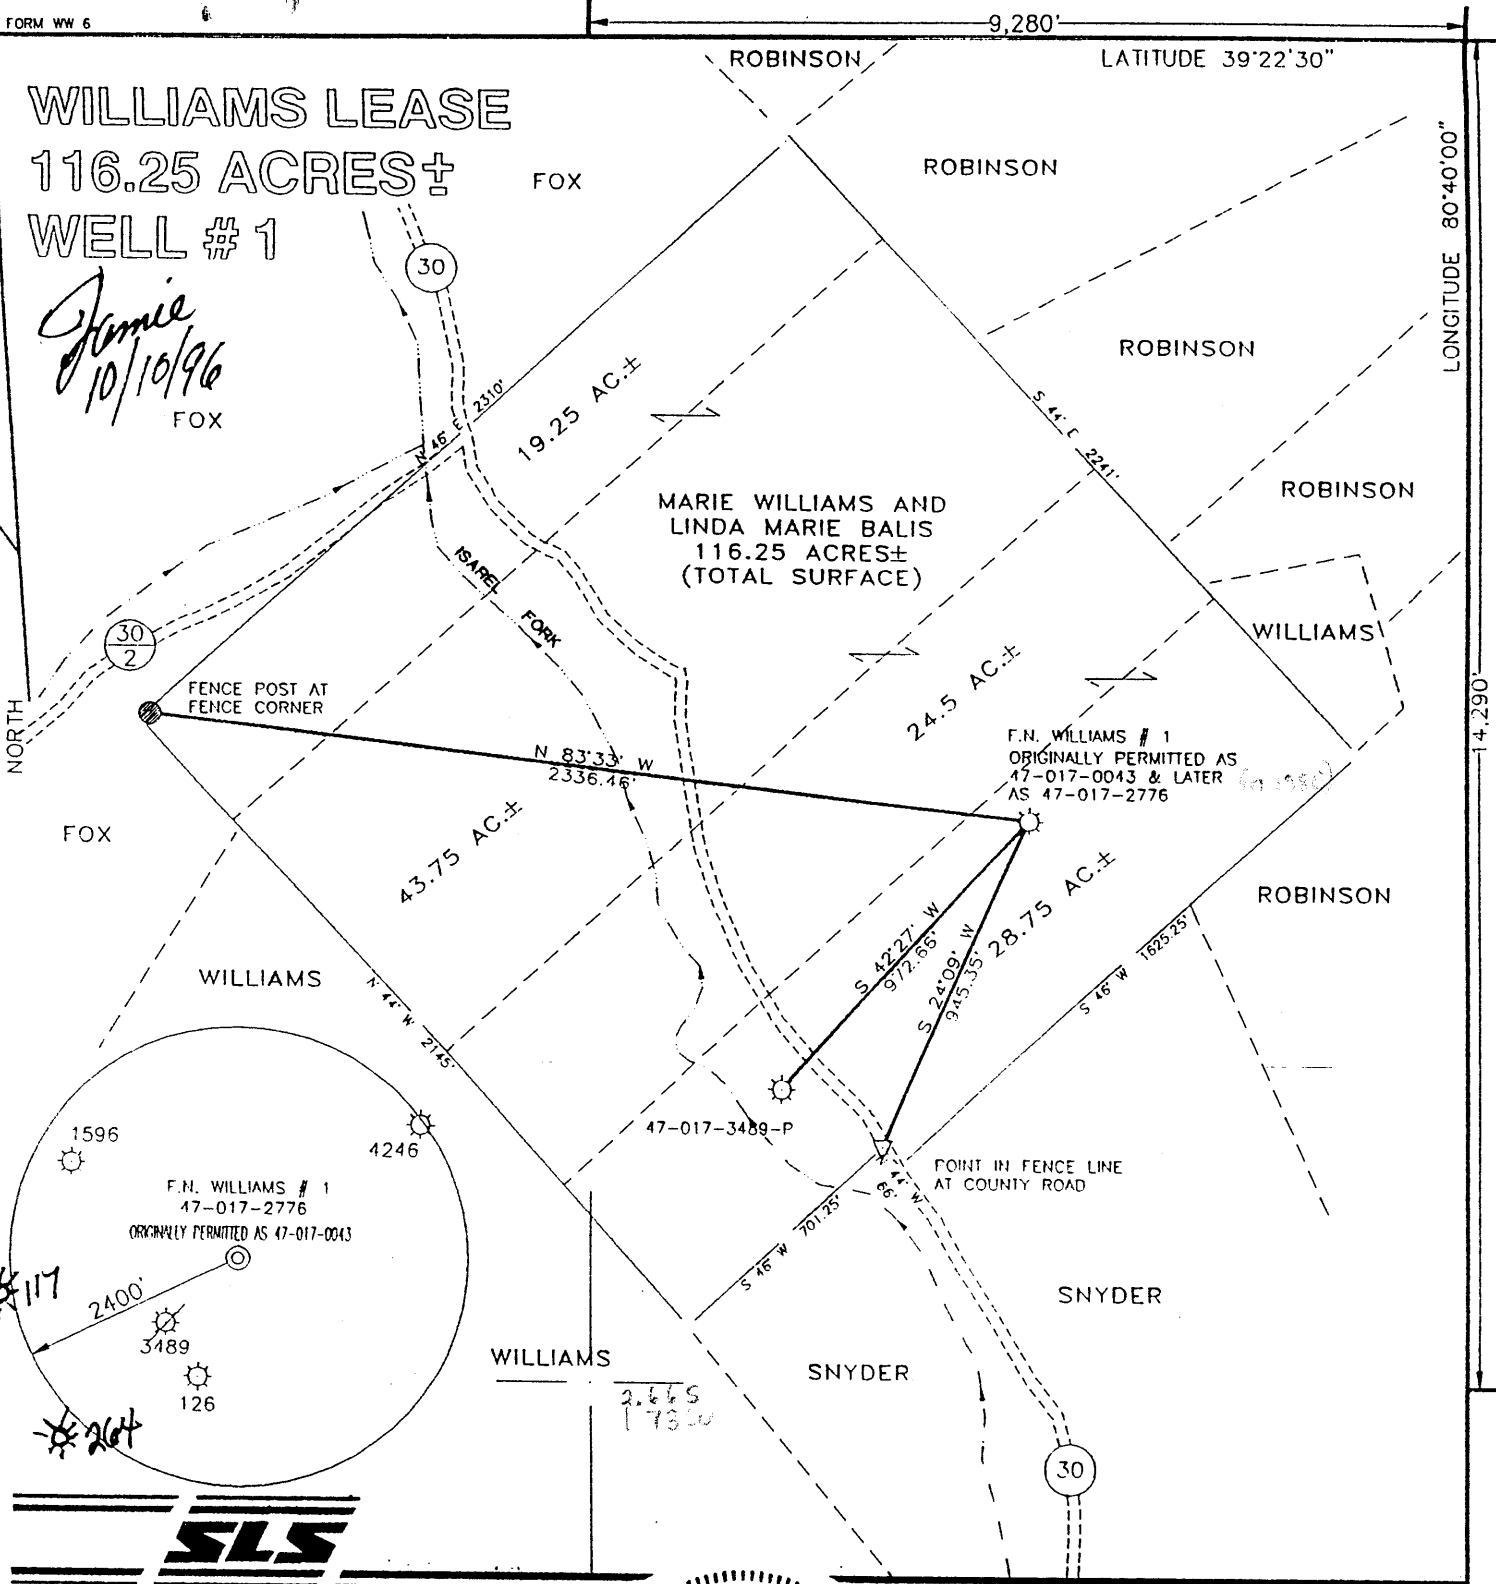 FORM WW 6
9,280'
LATITUDE 39°22'30"
LONGITUDE 80°40'00"
14,290'
WILLIAMS LEASE
116.25 ACRES±
WELL # 1
Jamie
10/10/96
ROBINSON
FOX
ROBINSON
30
FOX
ROBINSON
N 46° E 2310'
19.25 AC.±
S 44° E 2241'
ROBINSON
MARIE WILLIAMS AND
LINDA MARIE BALIS
116.25 ACRES±
(TOTAL SURFACE)
ISAREL FORK
30
2
WILLIAMS
NORTH
FENCE POST AT
FENCE CORNER
24.5 AC.±
N 83°33' W
2336.46'
F.N. WILLIAMS # 1
ORIGINALLY PERMITTED AS
47-017-0043 & LATER
AS 47-017-2776
FOX
43.75 AC.±
28.75 AC.±
ROBINSON
S 42°27' W
972.66'
S 24°09' W
945.35'
S 46° W 1625.25'
WILLIAMS
N 44° W 2145'
47-017-3489-P
POINT IN FENCE LINE
AT COUNTY ROAD
44° W
66'
S 46° W 701.25'
1596
4246
F.N. WILLIAMS # 1
47-017-2776
ORIGINALLY PERMITTED AS 47-017-0043
117
2400'
3489
126
264
SNYDER
WILLIAMS
SNYDER
2.66S
1.73W
30
SLS